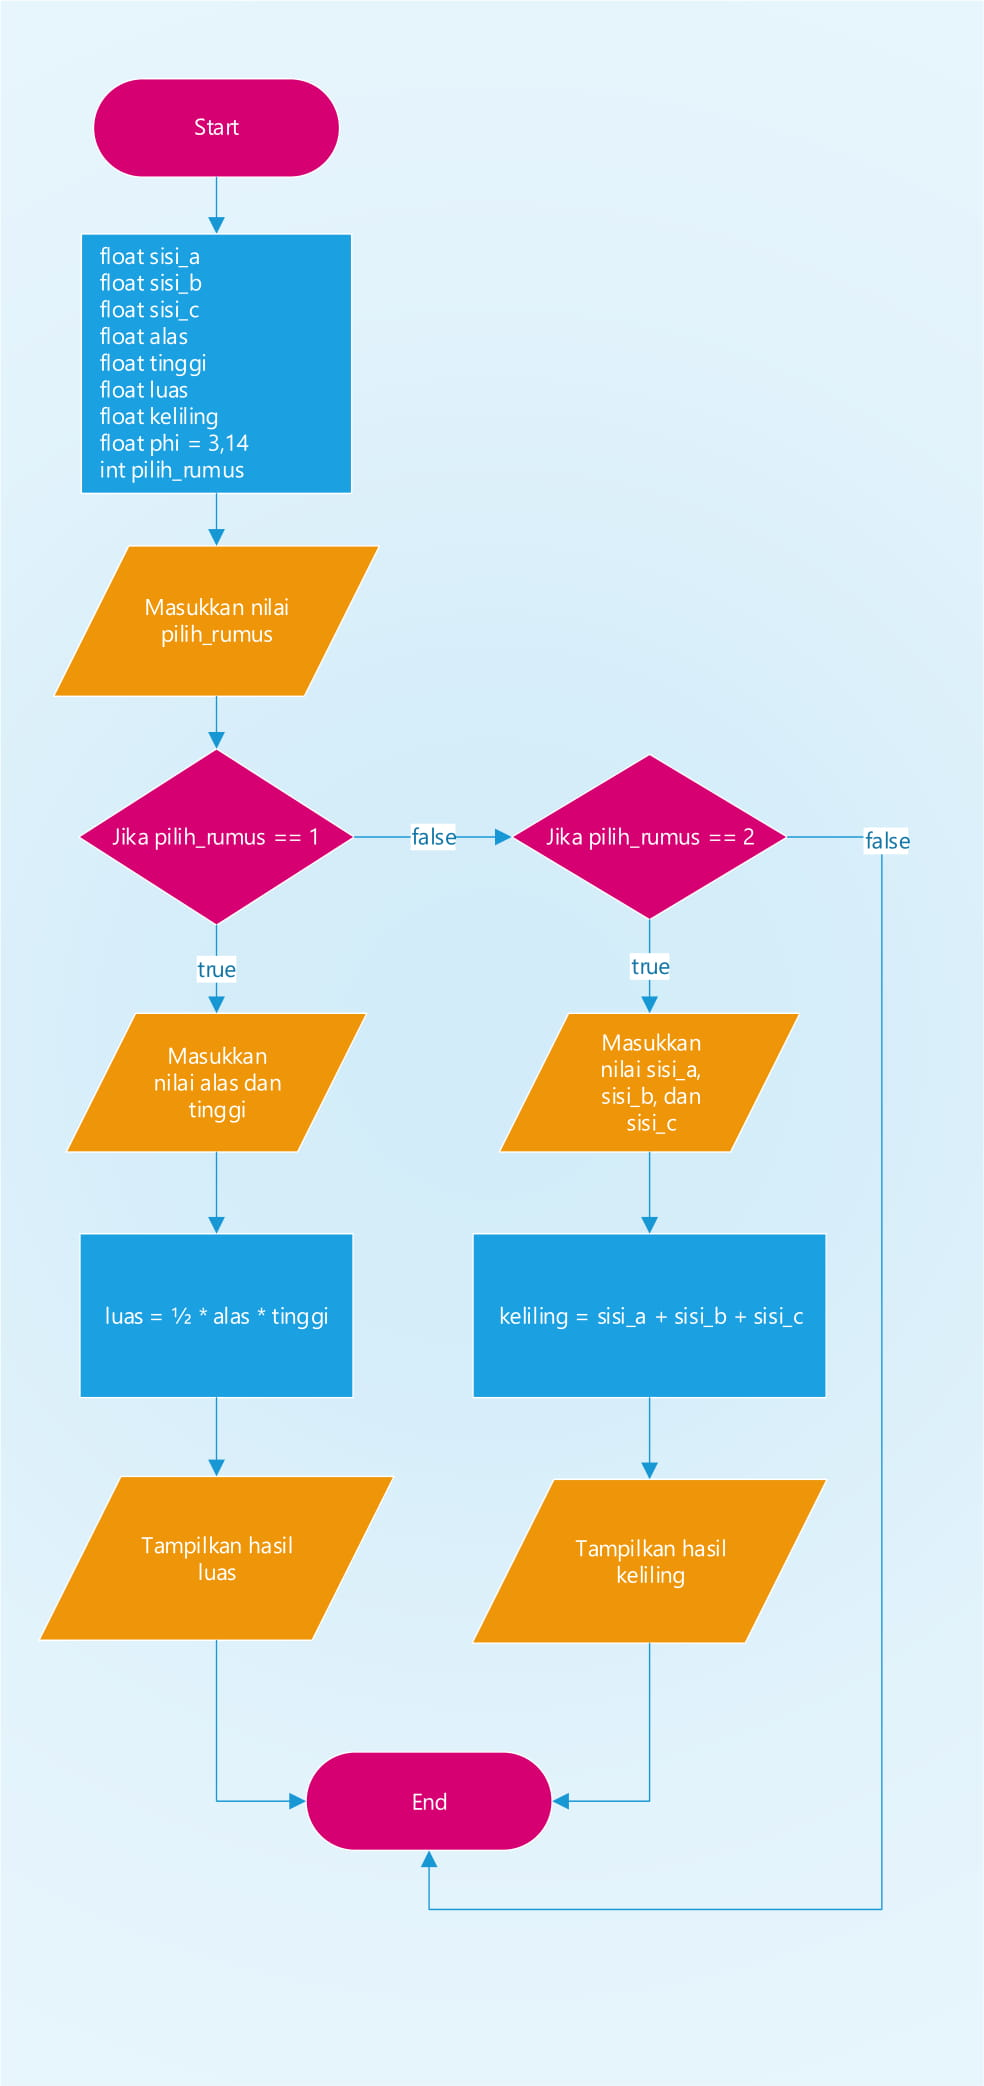 Start
float sisi_a
float sisi_b
float sisi_c
float alas
float tinggi
float luas
float keliling
float phi = 3,14
int pilih_rumus
Masukkan nilai
pilih_rumus
Jika pilih_rumus == 1
false
Jika pilih_rumus == 2
false
true
true
Masukkan
nilai alas dan
tinggi
Masukkan
nilai sisi_a,
sisi_b, dan
sisi_c
luas = ½ * alas * tinggi
keliling = sisi_a + sisi_b + sisi_c
Tampilkan hasil
luas
Tampilkan hasil
keliling
End